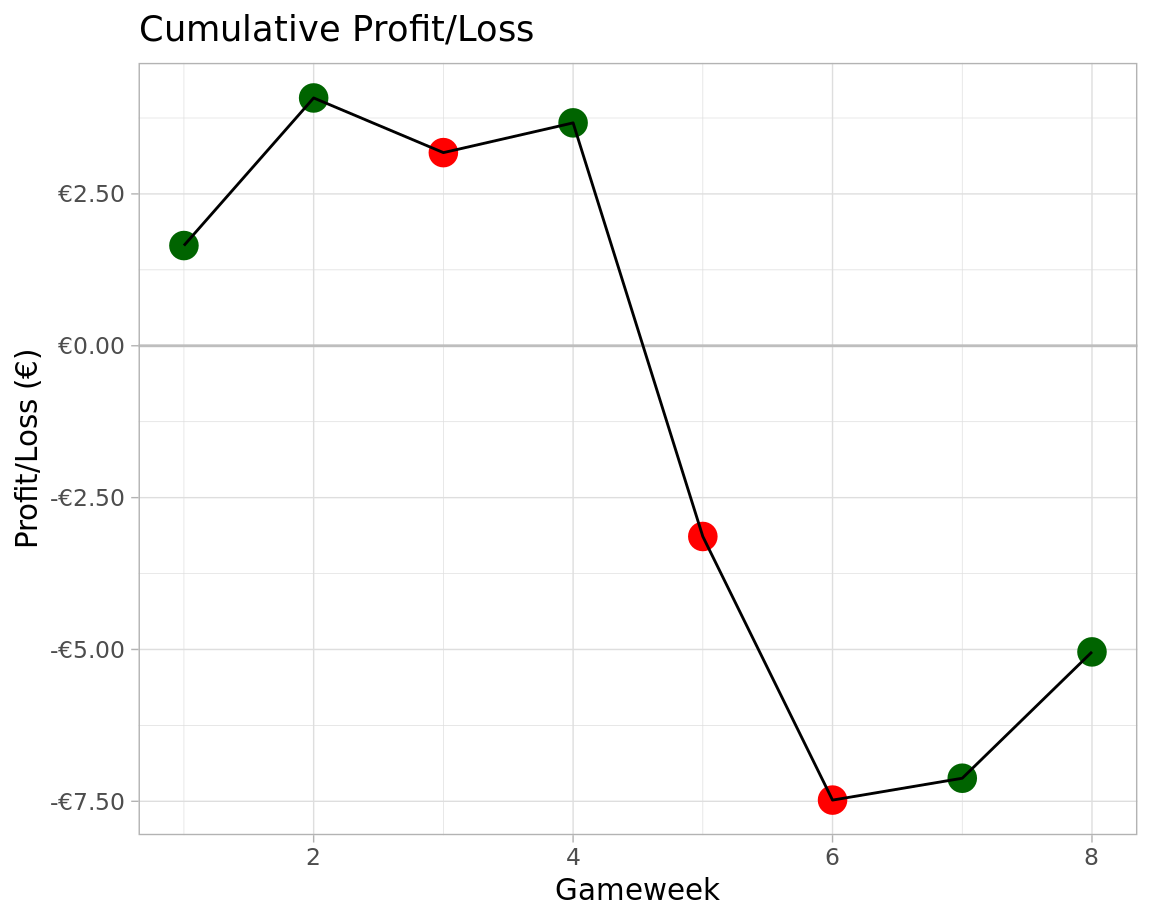 Cumulative Profit/Loss
Profit/Loss (€)
€2.50
€0.00
-€2.50
-€5.00
-€7.50
2 4 6 8
Gameweek